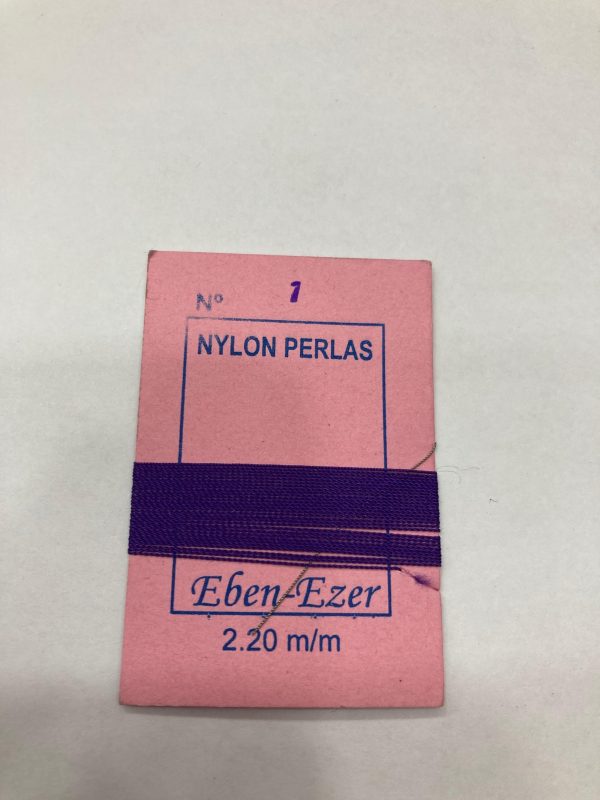 Nº 1
NYLON PERLAS
Eben-Ezer
2.20 m/m